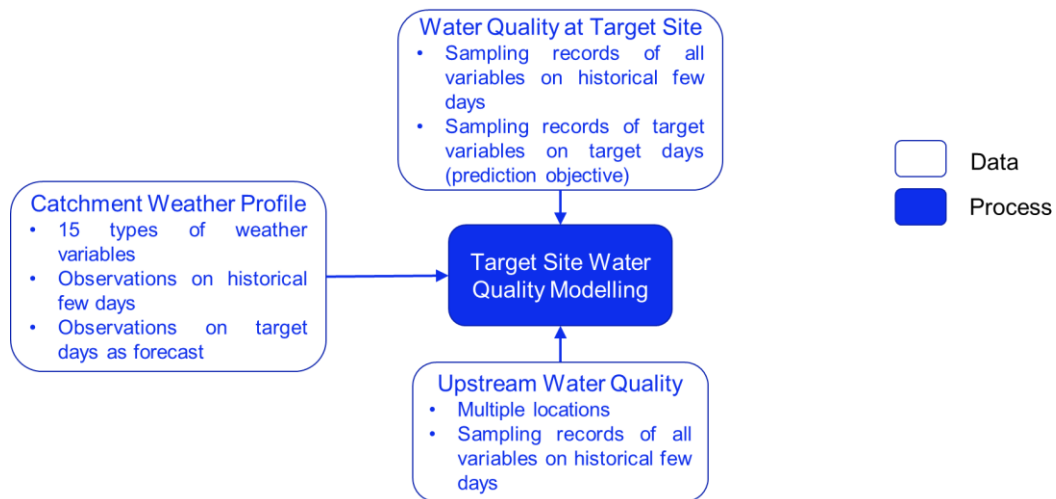 Water Quality at Target Site
• Sampling records of all
variables on historical few
days
• Sampling records of target
variables on target days
(prediction objective)
Data
Process
Catchment Weather Profile
• 15 types of weather
variables
• Observations on historical
few days
• Observations on target
days as forecast
Target Site Water
Quality Modelling
Upstream Water Quality
• Multiple locations
• Sampling records of all
variables on historical few
days